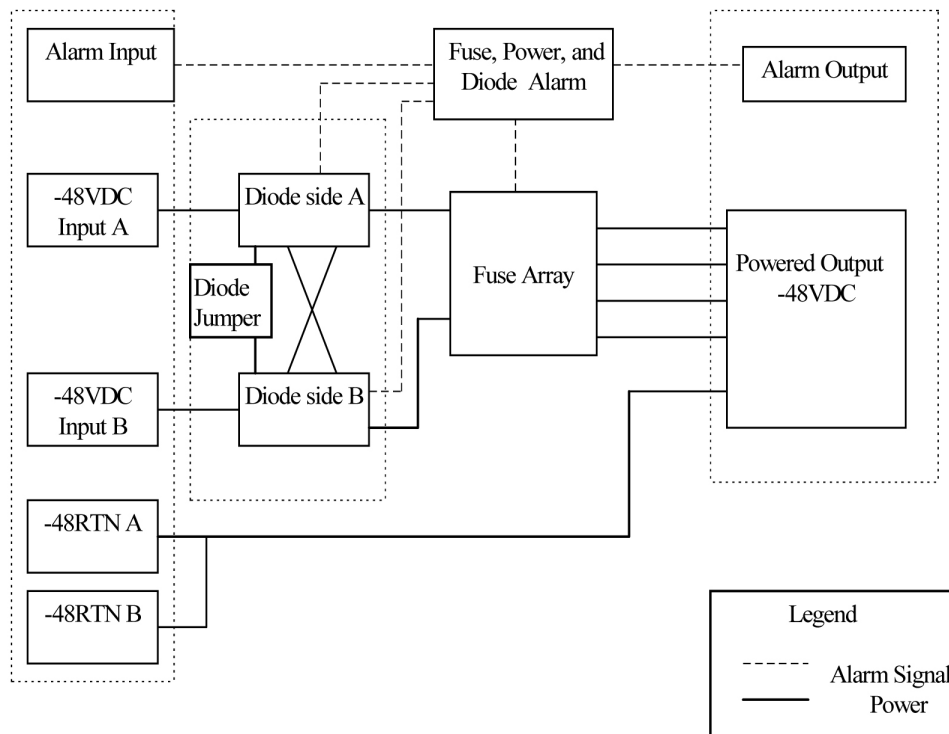 Alarm Input
Fuse, Power, and
Diode Alarm
Alarm Output
-48VDC
Input A
Diode side A
Fuse Array
Powered Output
-48VDC
Diode
Jumper
-48VDC
Input B
Diode side B
-48RTN A
-48RTN B
Legend
Alarm Signal
Power